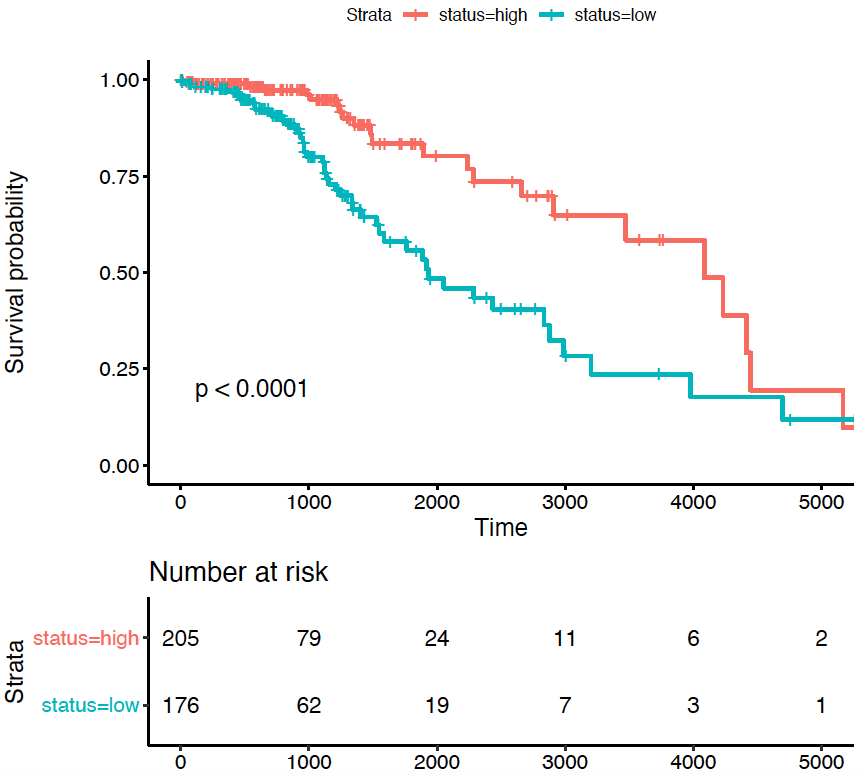 Strata status=high status=low
Survival probability
1.00
0.75
0.50
0.25
0.00
p < 0.0001
0 1000 2000 3000 4000 5000
Time
Number at risk
Strata
status=high 205 79 24 11 6 2
status=low 176 62 19 7 3 1
0 1000 2000 3000 4000 5000